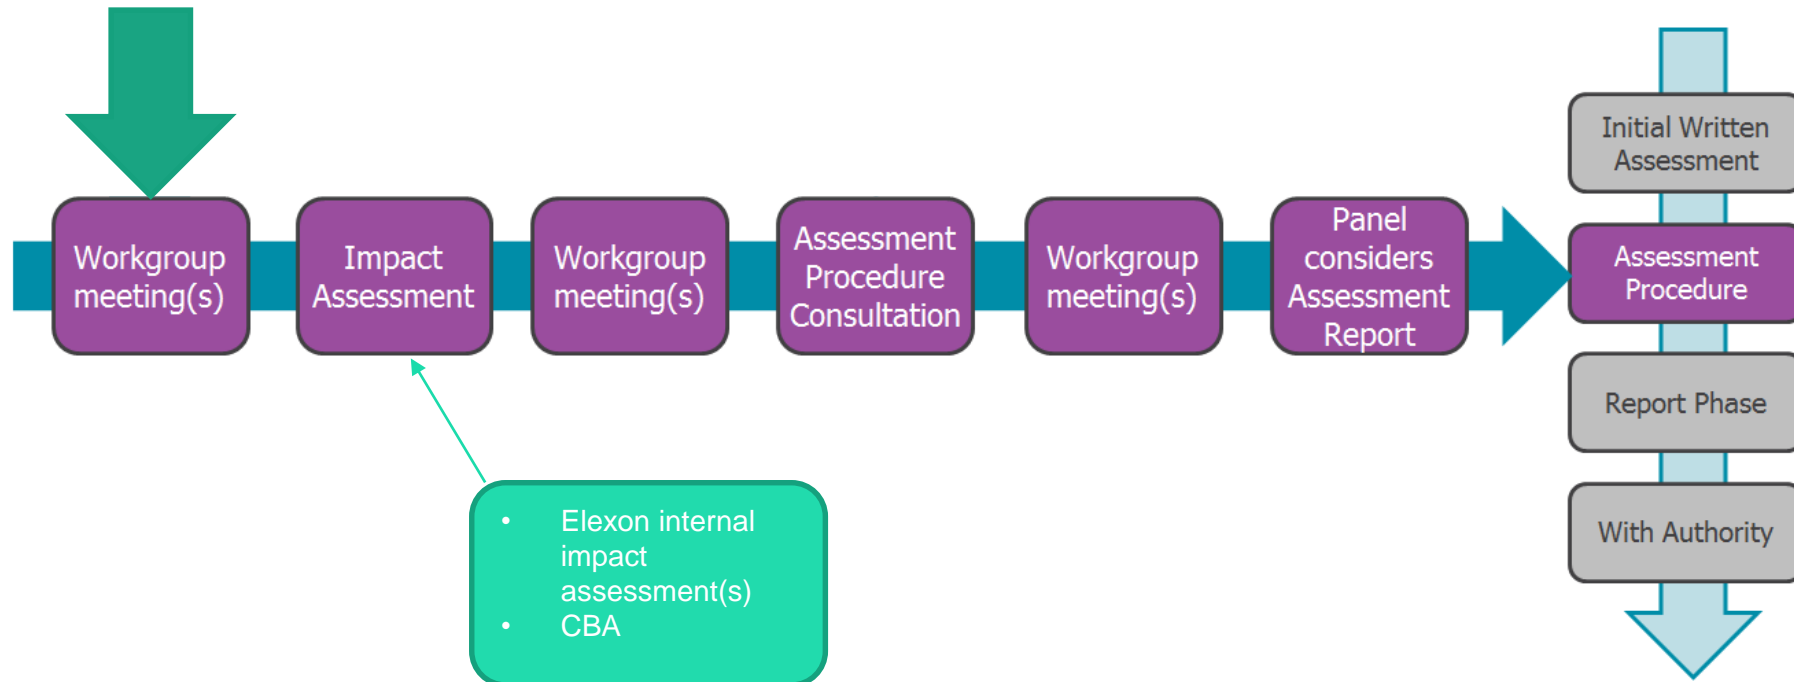 Workgroup
meeting(s)
Impact
Assessment
Workgroup
meeting(s)
Assessment
Procedure
Consultation
Workgroup
meeting(s)
Panel
considers
Assessment
Report
Initial Written
Assessment
Assessment
Procedure
Report Phase
With Authority
• Elexon internal
impact
assessment(s)
• CBA